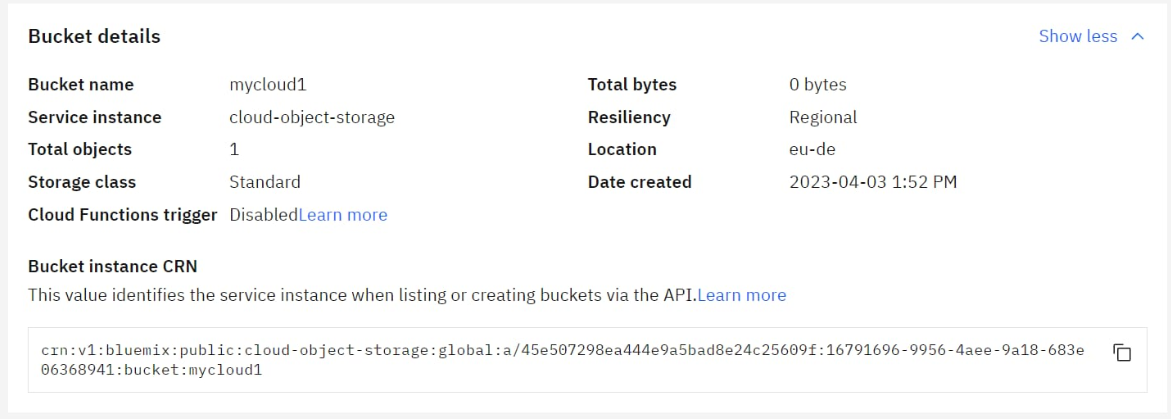 Bucket details
Show less
Bucket name mycloud1
Total bytes 0 bytes
Service instance cloud-object-storage
Resiliency Regional
Total objects 1
Location eu-de
Storage class Standard
Date created 2023-04-03 1:52 PM
Cloud Functions trigger DisabledLearn more
Bucket instance CRN
This value identifies the service instance when listing or creating buckets via the API.Learn more
crn:v1:bluemix:public:cloud-object-storage:global:a/45e507298ea444e9a5bad8e24c25609f:16791696-9956-4aee-9a18-683e
06368941:bucket:mycloud1